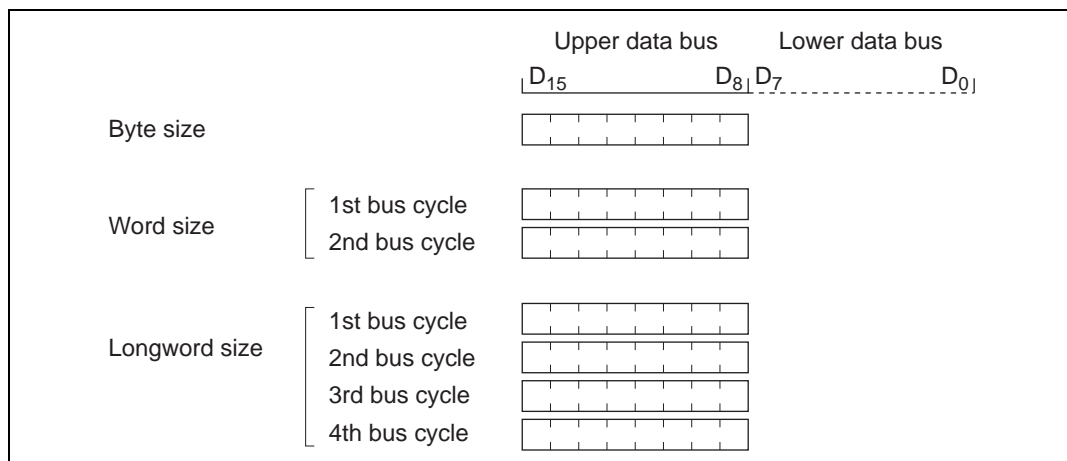 Upper data bus Lower data bus
D15 D8 D7 D0
Byte size
Word size
1st bus cycle
2nd bus cycle
Longword size
1st bus cycle
2nd bus cycle
3rd bus cycle
4th bus cycle